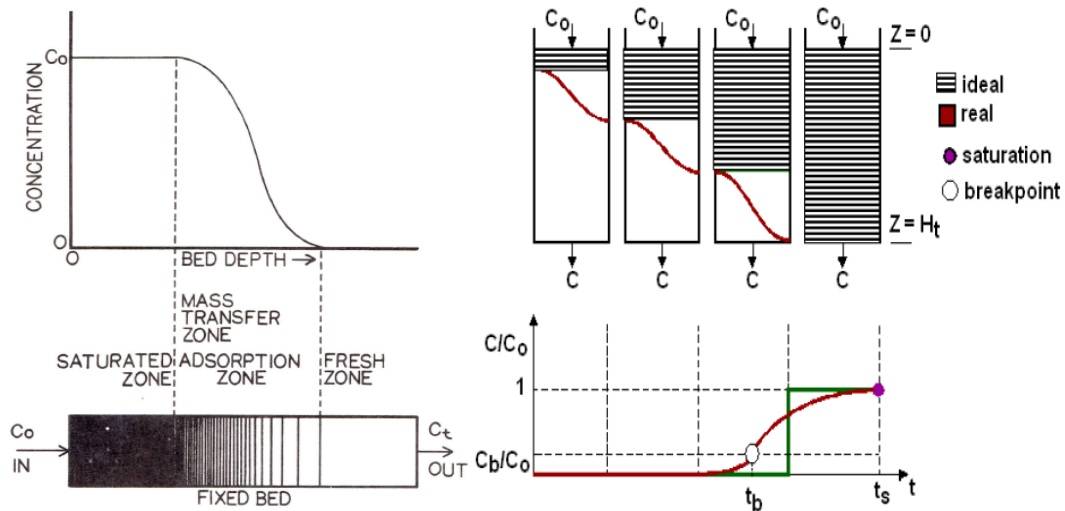 Co
CONCENTRATION
O
O
BED DEPTH →
MASS
TRANSFER
ZONE
SATURATED
ZONE
ADSORPTION
ZONE
FRESH
ZONE
Co
IN
Ct
OUT
FIXED BED
Co
Co
Co
Co
Z=0
ideal
real
saturation
breakpoint
Z=Ht
C
C
C
C
C/Co
1
Cb/Co
tb
ts
t